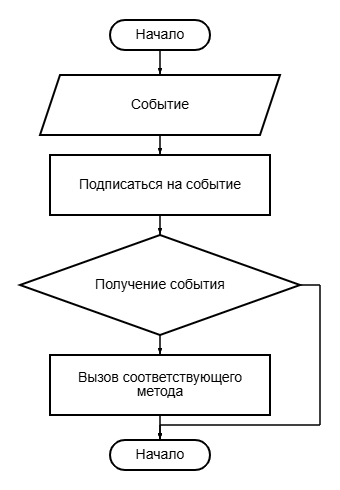 Начало
Событие
Подписаться на событие
Получение события
Вызов соответствующего
метода
Начало